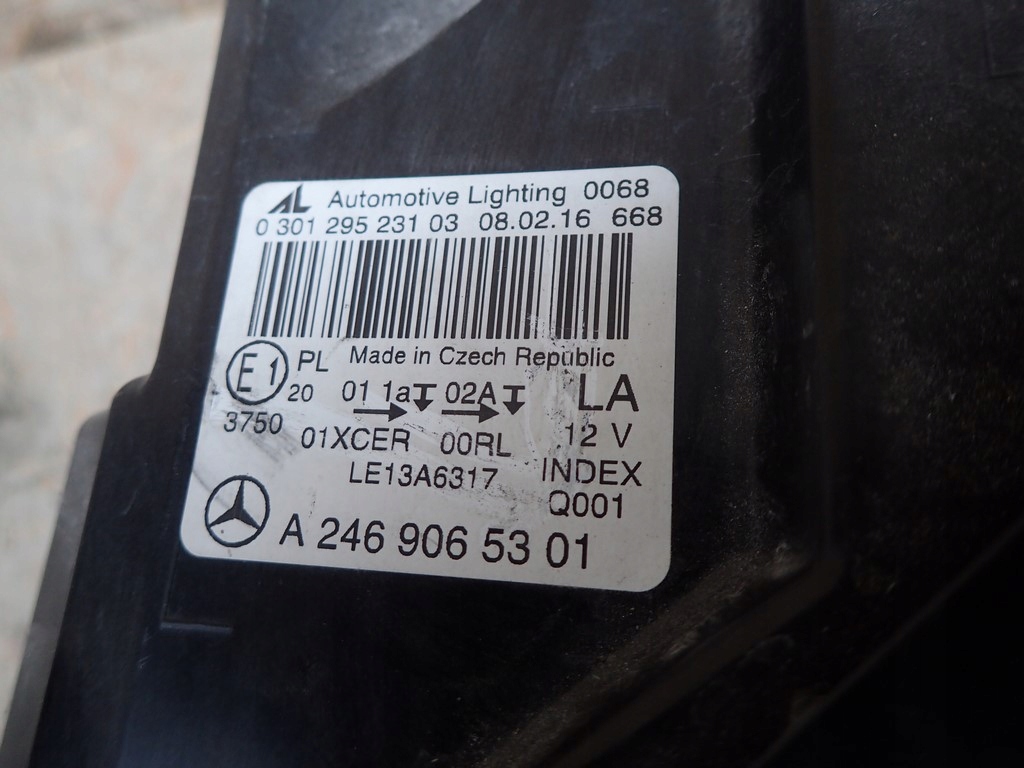 AL Automotive Lighting 0068
0 301 295 231 03 08.02.16 668
Made in Czech Republic
E1 PL 20 01 1a 02A LA
3750 01XCER 00RL 12 V
LE13A6317 INDEX
Q001
A 246 906 53 01